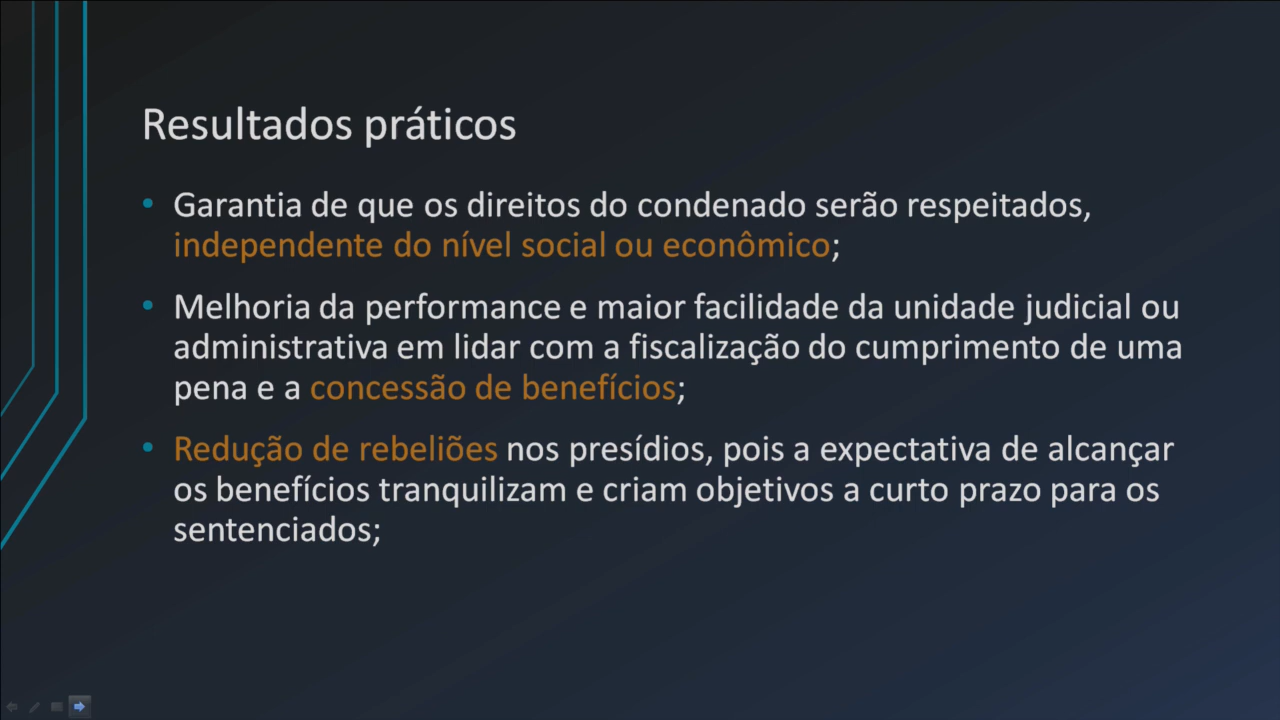 Resultados práticos
• Garantia de que os direitos do condenado serão respeitados,
independente do nível social ou econômico;
• Melhoria da performance e maior facilidade da unidade judicial ou
administrativa em lidar com a fiscalização do cumprimento de uma
pena e a concessão de benefícios;
• Redução de rebeliões nos presídios, pois a expectativa de alcançar
os benefícios tranquilizam e criam objetivos a curto prazo para os
sentenciados;